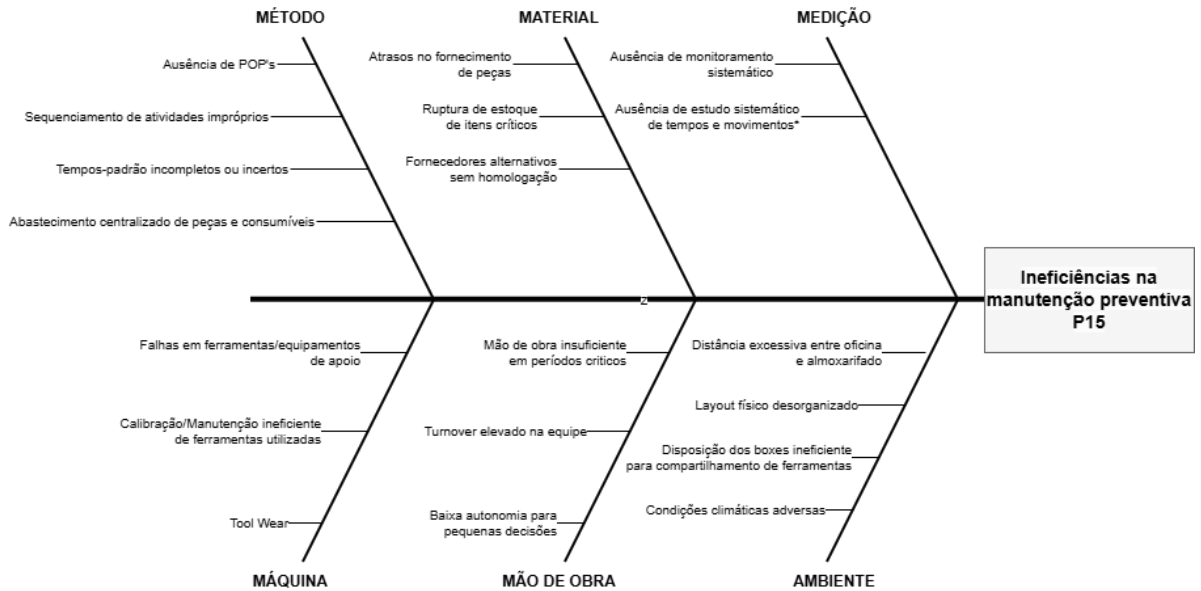 MÉTODO
MATERIAL
MEDIÇÃO
Ausência de POP's
Sequenciamento de atividades impróprios
Tempos-padrão incompletos ou incertos
Abastecimento centralizado de peças e consumíveis
Atrasos no fornecimento
de peças
Ruptura de estoque
de itens críticos
Fornecedores alternativos
sem homologação
Ausência de monitoramento
sistemático
Ausência de estudo sistemático
de tempos e movimentos*
Ineficiências na
manutenção preventiva
P15
z
Falhas em ferramentas/equipamentos
de apoio
Calibração/Manutenção ineficiente
de ferramentas utilizadas
Tool Wear
Mão de obra insuficiente
em períodos criticos
Turnover elevado na equipe
Baixa autonomia para
pequenas decisões
Distância excessiva entre oficina
e almoxarifado
Layout físico desorganizado
Disposição dos boxes ineficiente
para compartilhamento de ferramentas
Condições climáticas adversas
MÁQUINA
MÃO DE OBRA
AMBIENTE